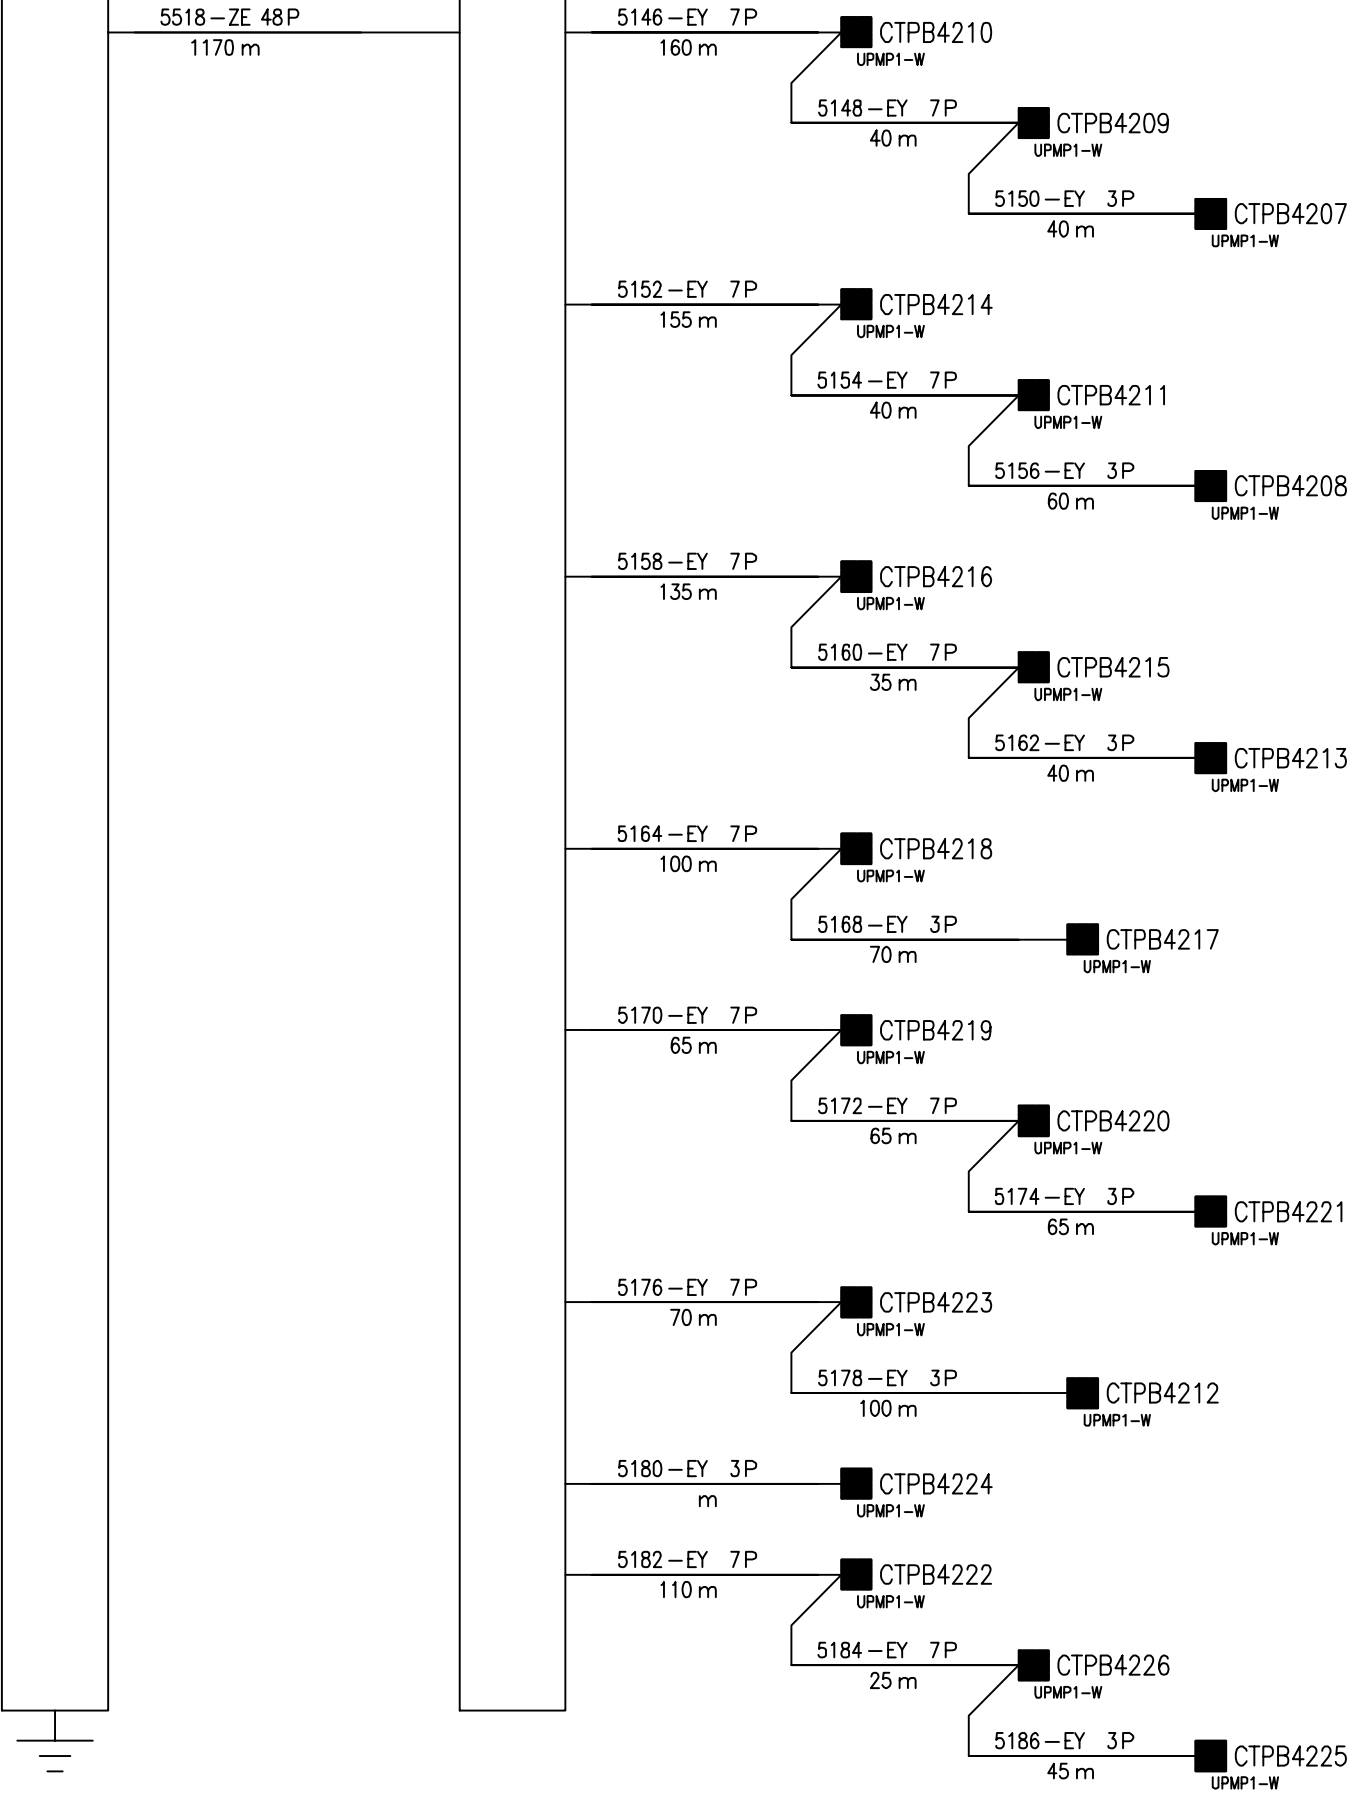 5518-ZE 48P
1170 m
5146-EY 7P
160 m
CTPB4210
UPMP1-W
5148-EY 7P
40 m
CTPB4209
UPMP1-W
5150-EY 3P
40 m
CTPB4207
UPMP1-W
5152-EY 7P
155 m
CTPB4214
UPMP1-W
5154-EY 7P
40 m
CTPB4211
UPMP1-W
5156-EY 3P
60 m
CTPB4208
UPMP1-W
5158-EY 7P
135 m
CTPB4216
UPMP1-W
5160-EY 7P
35 m
CTPB4215
UPMP1-W
5162-EY 3P
40 m
CTPB4213
UPMP1-W
5164-EY 7P
100 m
CTPB4218
UPMP1-W
5168-EY 3P
70 m
CTPB4217
UPMP1-W
5170-EY 7P
65 m
CTPB4219
UPMP1-W
5172-EY 7P
65 m
CTPB4220
UPMP1-W
5174-EY 3P
65 m
CTPB4221
UPMP1-W
5176-EY 7P
70 m
CTPB4223
UPMP1-W
5178-EY 3P
100 m
CTPB4212
UPMP1-W
5180-EY 3P
m
CTPB4224
UPMP1-W
5182-EY 7P
110 m
CTPB4222
UPMP1-W
5184-EY 7P
25 m
CTPB4226
UPMP1-W
5186-EY 3P
45 m
CTPB4225
UPMP1-W